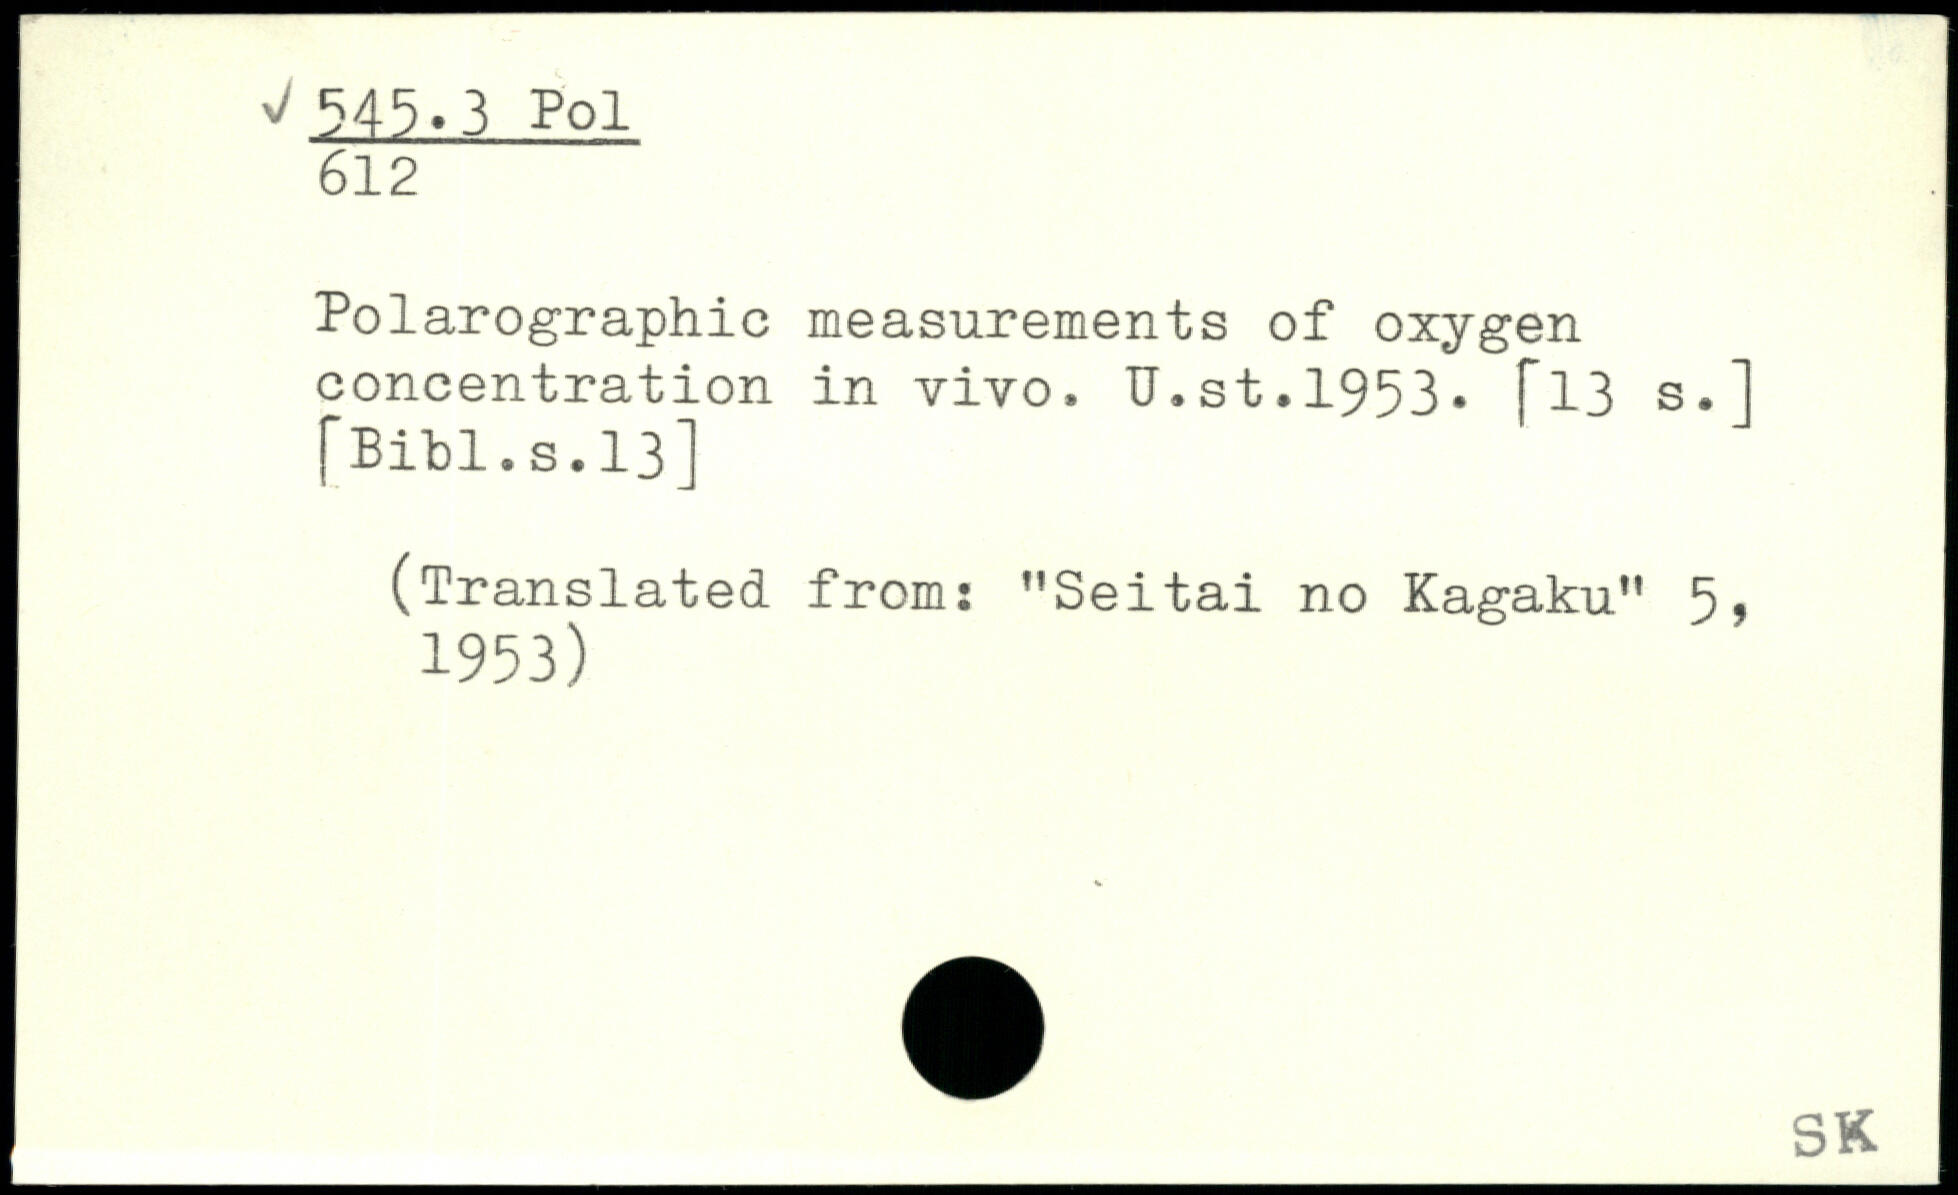 ✓ 545.3 Pol
612
Polarographic measurements of oxygen
concentration in vivo. U.st.1953. [13 s.]
[Bibl.s.13]
(Translated from: "Seitai no Kagaku" 5,
1953)
SK